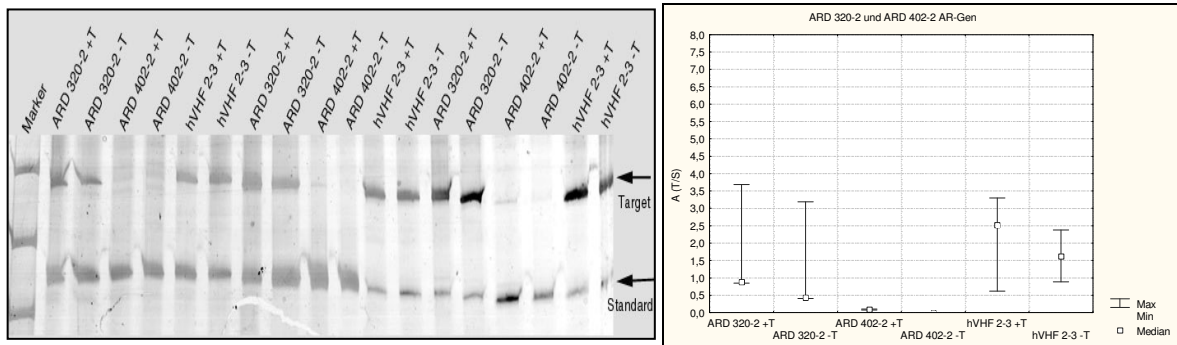 Marker
ARD 320-2 +T
ARD 320-2 -T
ARD 402-2 +T
ARD 402-2 -T
hVHF 2-3 +T
hVHF 2-3 -T
ARD 320-2 +T
ARD 320-2 -T
ARD 402-2 +T
ARD 402-2 -T
hVHF 2-3 +T
hVHF 2-3 -T
ARD 320-2 +T
ARD 320-2 -T
ARD 402-2 +T
ARD 402-2 -T
hVHF 2-3 +T
hVHF 2-3 -T
Target
Standard
ARD 320-2 und ARD 402-2 AR-Gen
A (T/S)
8,0
7,5
7,0
6,5
6,0
5,5
5,0
4,5
4,0
3,5
3,0
2,5
2,0
1,5
1,0
0,5
0,0
ARD 320-2 +T
ARD 320-2 -T
ARD 402-2 +T
ARD 402-2 -T
hVHF 2-3 +T
hVHF 2-3 -T
Max
Min
Median